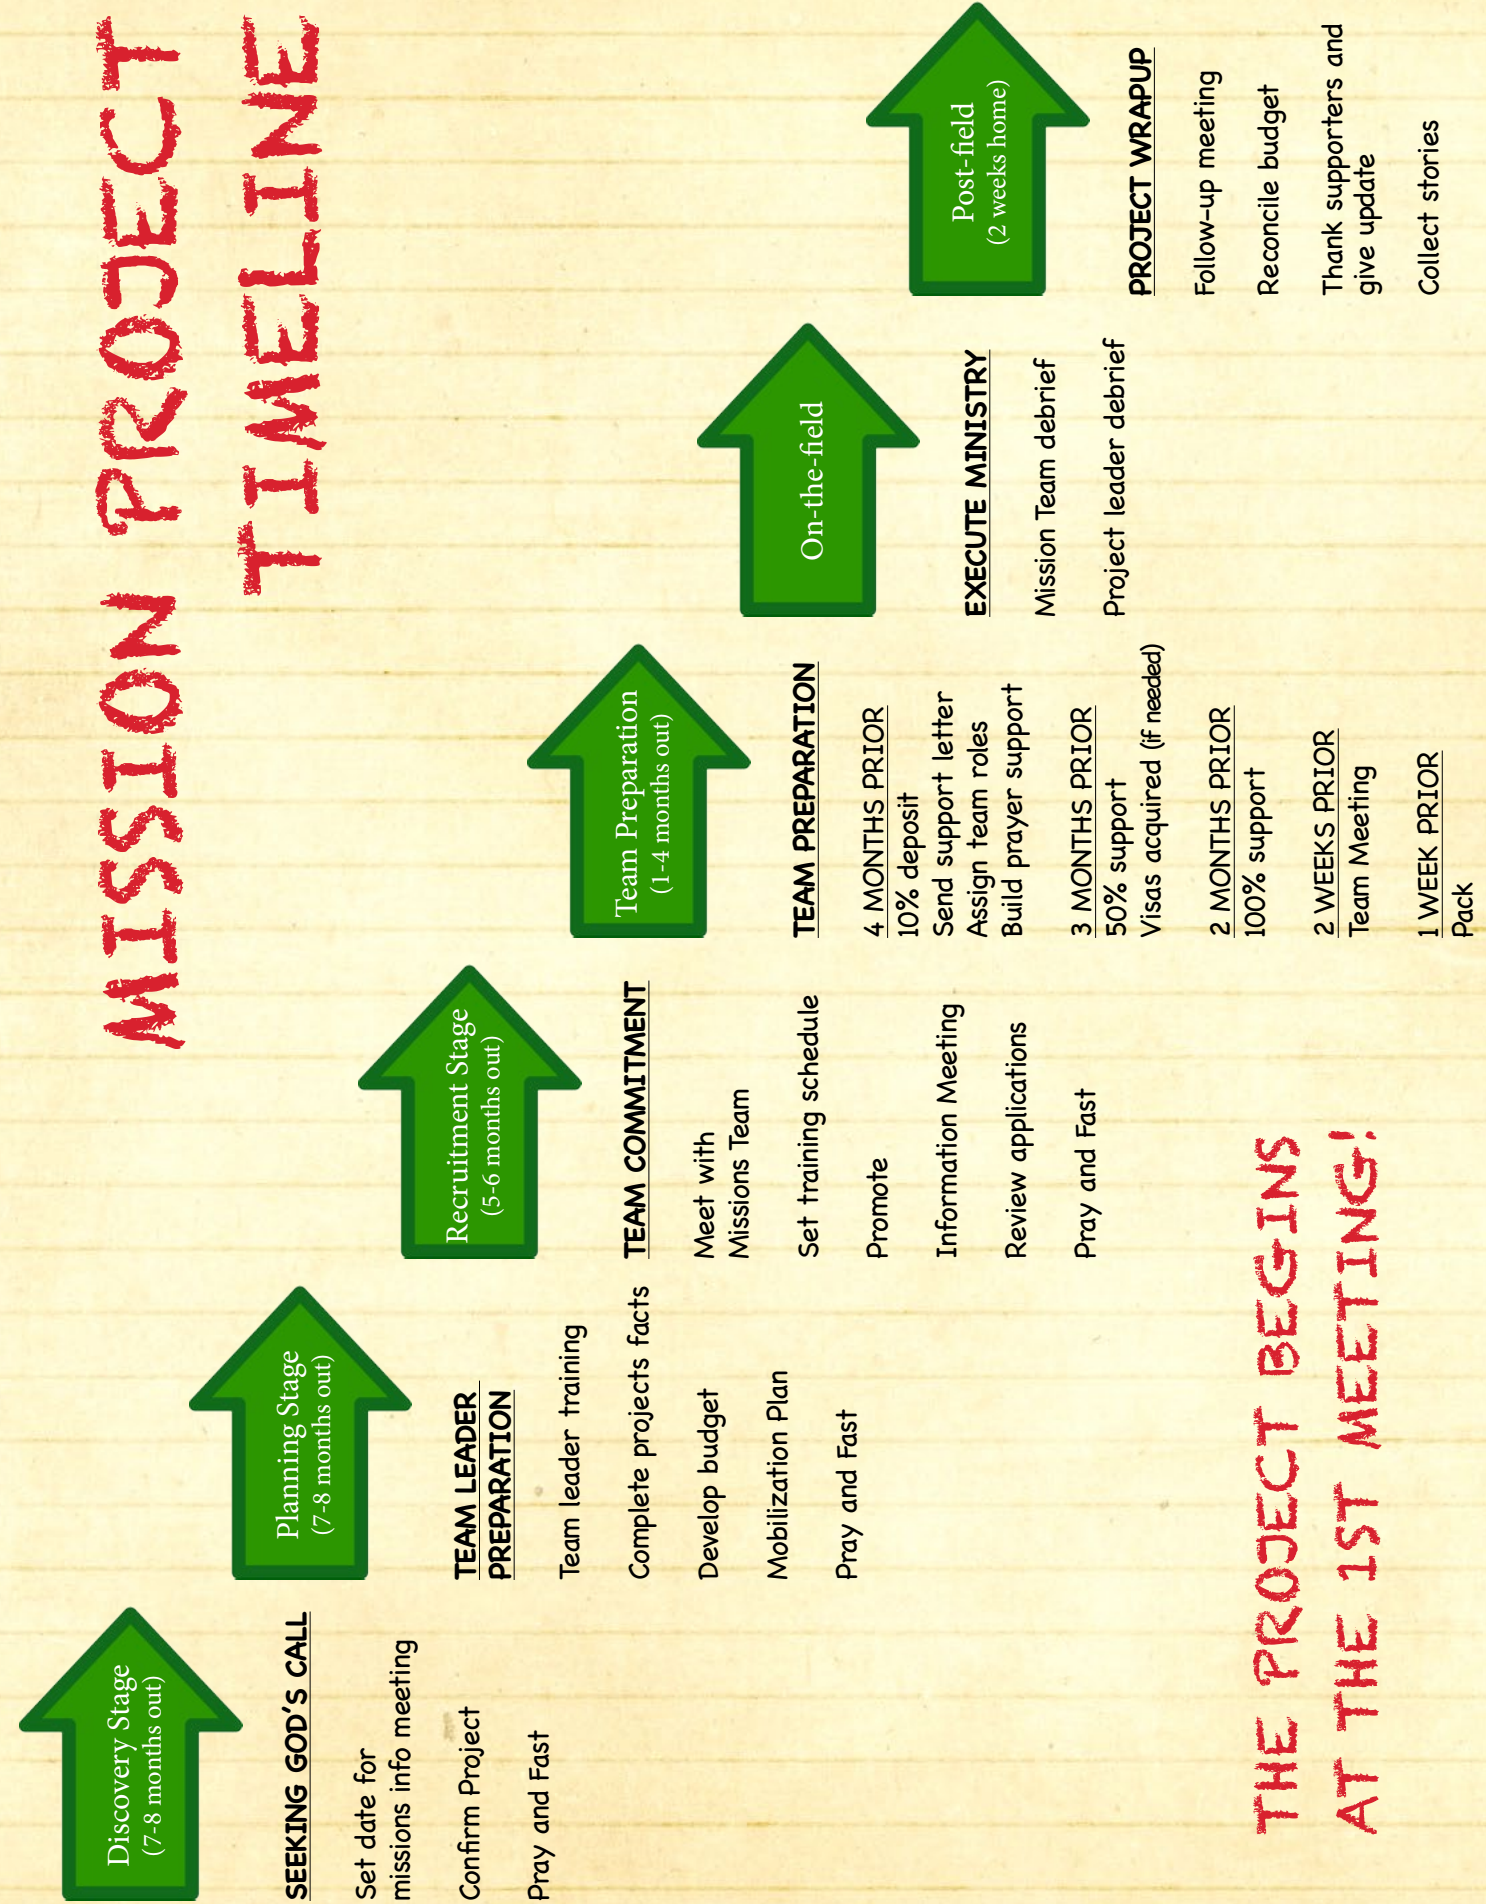 MISSION PROJECT
TIMELINE
Discovery Stage
(7-8 months out)
SEEKING GOD'S CALL
Set date for
missions info meeting
Confirm Project
Pray and Fast
Planning Stage
(7-8 months out)
TEAM LEADER
PREPARATION
Team leader training
Complete projects facts
Develop budget
Mobilization Plan
Pray and Fast
Recruitment Stage
(5-6 months out)
TEAM COMMITMENT
Meet with
Missions Team
Set training schedule
Promote
Information Meeting
Review applications
Pray and Fast
Team Preparation
(1-4 months out)
TEAM PREPARATION
4 MONTHS PRIOR
10% deposit
Send support letter
Assign team roles
Build prayer support
3 MONTHS PRIOR
50% support
Visas acquired (if needed)
2 MONTHS PRIOR
100% support
2 WEEKS PRIOR
Team Meeting
1 WEEK PRIOR
Pack
On-the-field
EXECUTE MINISTRY
Mission Team debrief
Project leader debrief
Post-field
(2 weeks home)
PROJECT WRAPUP
Follow-up meeting
Reconcile budget
Thank supporters and
give update
Collect stories
THE PROJECT BEGINS
AT THE 1ST MEETING!